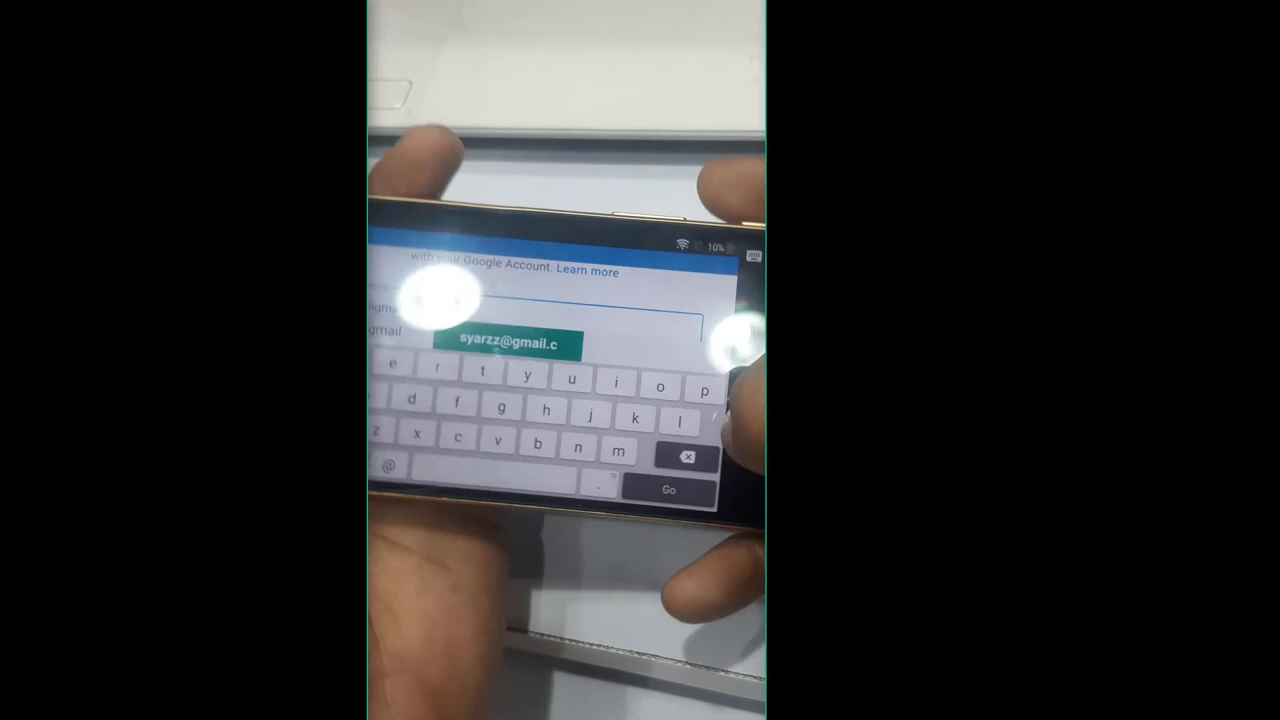 10%
with your Google Account. Learn more
gmail
syarzz@gmail.c
e r t y u i o p
d f g h j k l
z x c v b n m
@ . Go